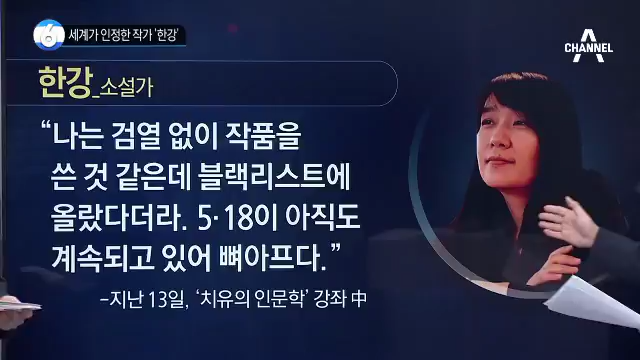 6 세계가 인정한 작가 '한강'
CHANNEL A
한강_소설가
“나는 검열 없이 작품을
쓴 것 같은데 블랙리스트에
올랐다더라. 5·18이 아직도
계속되고 있어 뼈아프다.”
-지난 13일, ‘치유의 인문학’ 강좌 中